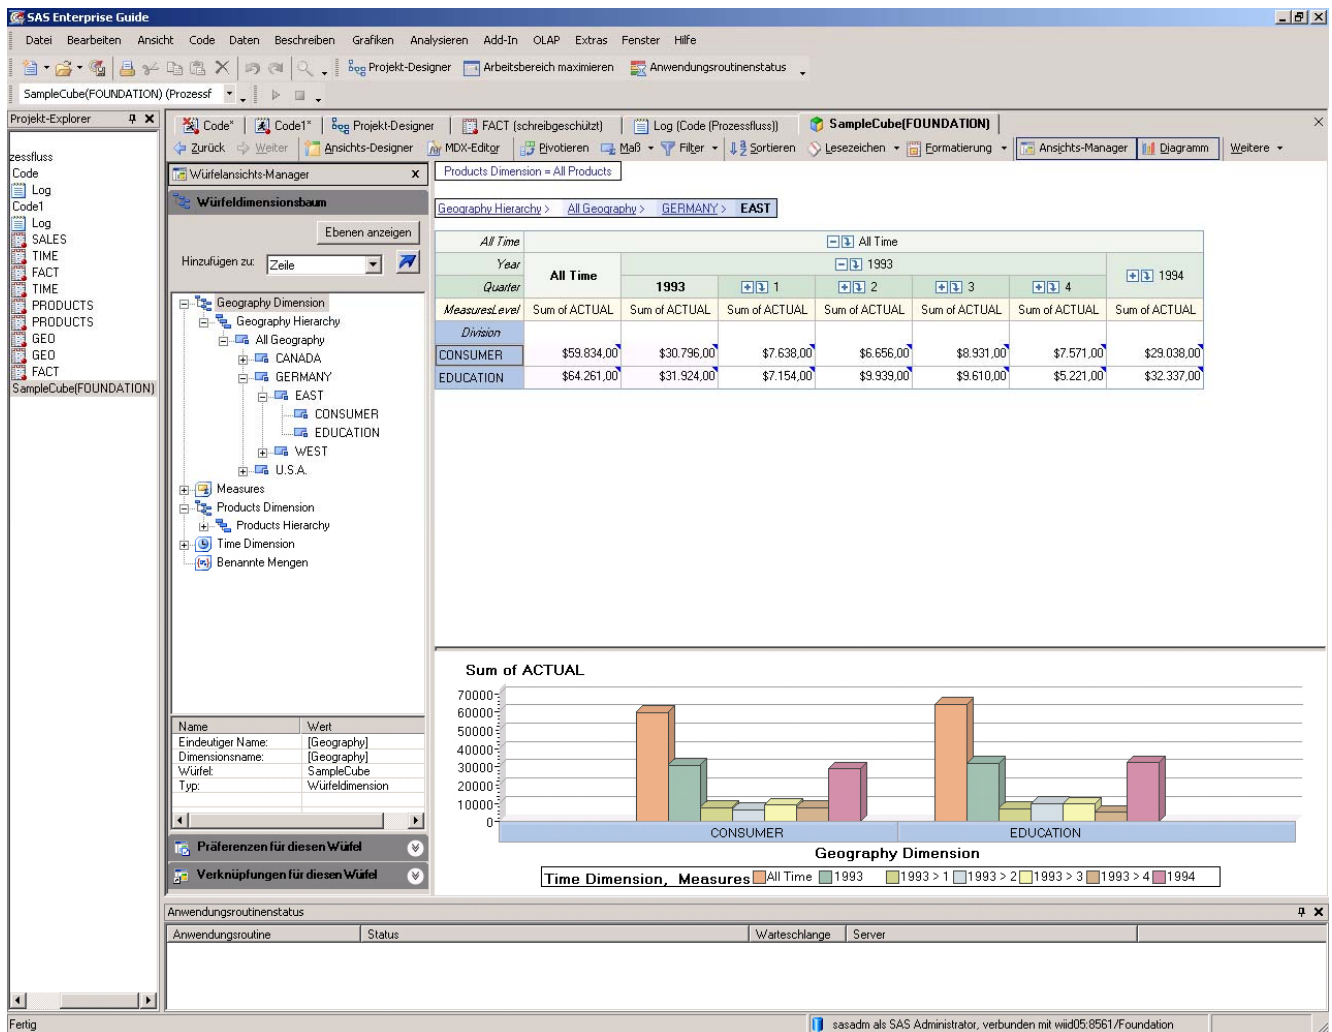 SAS Enterprise Guide
Datei Bearbeiten Ansicht Code Daten Beschreiben Grafiken Analysieren Add-In OLAP Extras Fenster Hilfe
Projekt-Designer Arbeitsbereich maximieren Anwendungsroutinenstatus
SampleCube(FOUNDATION) (Prozessf
Projekt-Explorer
zessfluss
Code
Log
Code1
Log
SALES
TIME
FACT
TIME
PRODUCTS
PRODUCTS
GEO
GEO
FACT
SampleCube(FOUNDATION)
Code* Code1* Projekt-Designer FACT (schreibgeschützt) Log (Code (Prozessfluss)) SampleCube(FOUNDATION)
Zurück Weiter Ansichts-Designer MDX-Editor Pivotieren Maß Filter Sortieren Lesezeichen Formatierung Ansichts-Manager Diagramm Weitere
Würfelansichts-Manager
Würfeldimensionsbaum
Ebenen anzeigen
Hinzufügen zu: Zeile
Geography Dimension
Geography Hierarchy
All Geography
CANADA
GERMANY
EAST
CONSUMER
EDUCATION
WEST
U.S.A.
Measures
Products Dimension
Products Hierarchy
Time Dimension
Benannte Mengen
Name Wert
Eindeutiger Name: [Geography]
Dimensionsname: [Geography]
Würfel: SampleCube
Typ: Würfeldimension
Präferenzen für diesen Würfel
Verknüpfungen für diesen Würfel
Products Dimension = All Products
Geography Hierarchy > All Geography > GERMANY > EAST
All Time All Time
Year All Time 1993 1994
Quarter 1993 1 2 3 4
MeasuresLevel Sum of ACTUAL Sum of ACTUAL Sum of ACTUAL Sum of ACTUAL Sum of ACTUAL Sum of ACTUAL Sum of ACTUAL
Division
CONSUMER $59.834,00 $30.796,00 $7.638,00 $6.656,00 $8.931,00 $7.571,00 $29.038,00
EDUCATION $64.261,00 $31.924,00 $7.154,00 $9.939,00 $9.610,00 $5.221,00 $32.337,00
Sum of ACTUAL
70000
60000
50000
40000
30000
20000
10000
0
CONSUMER EDUCATION
Geography Dimension
Time Dimension, Measures All Time 1993 1993 > 1 1993 > 2 1993 > 3 1993 > 4 1994
Anwendungsroutinenstatus
Anwendungsroutine Status Warteschlange Server
Fertig
sasadm als SAS Administrator, verbunden mit wiid05:8561/Foundation